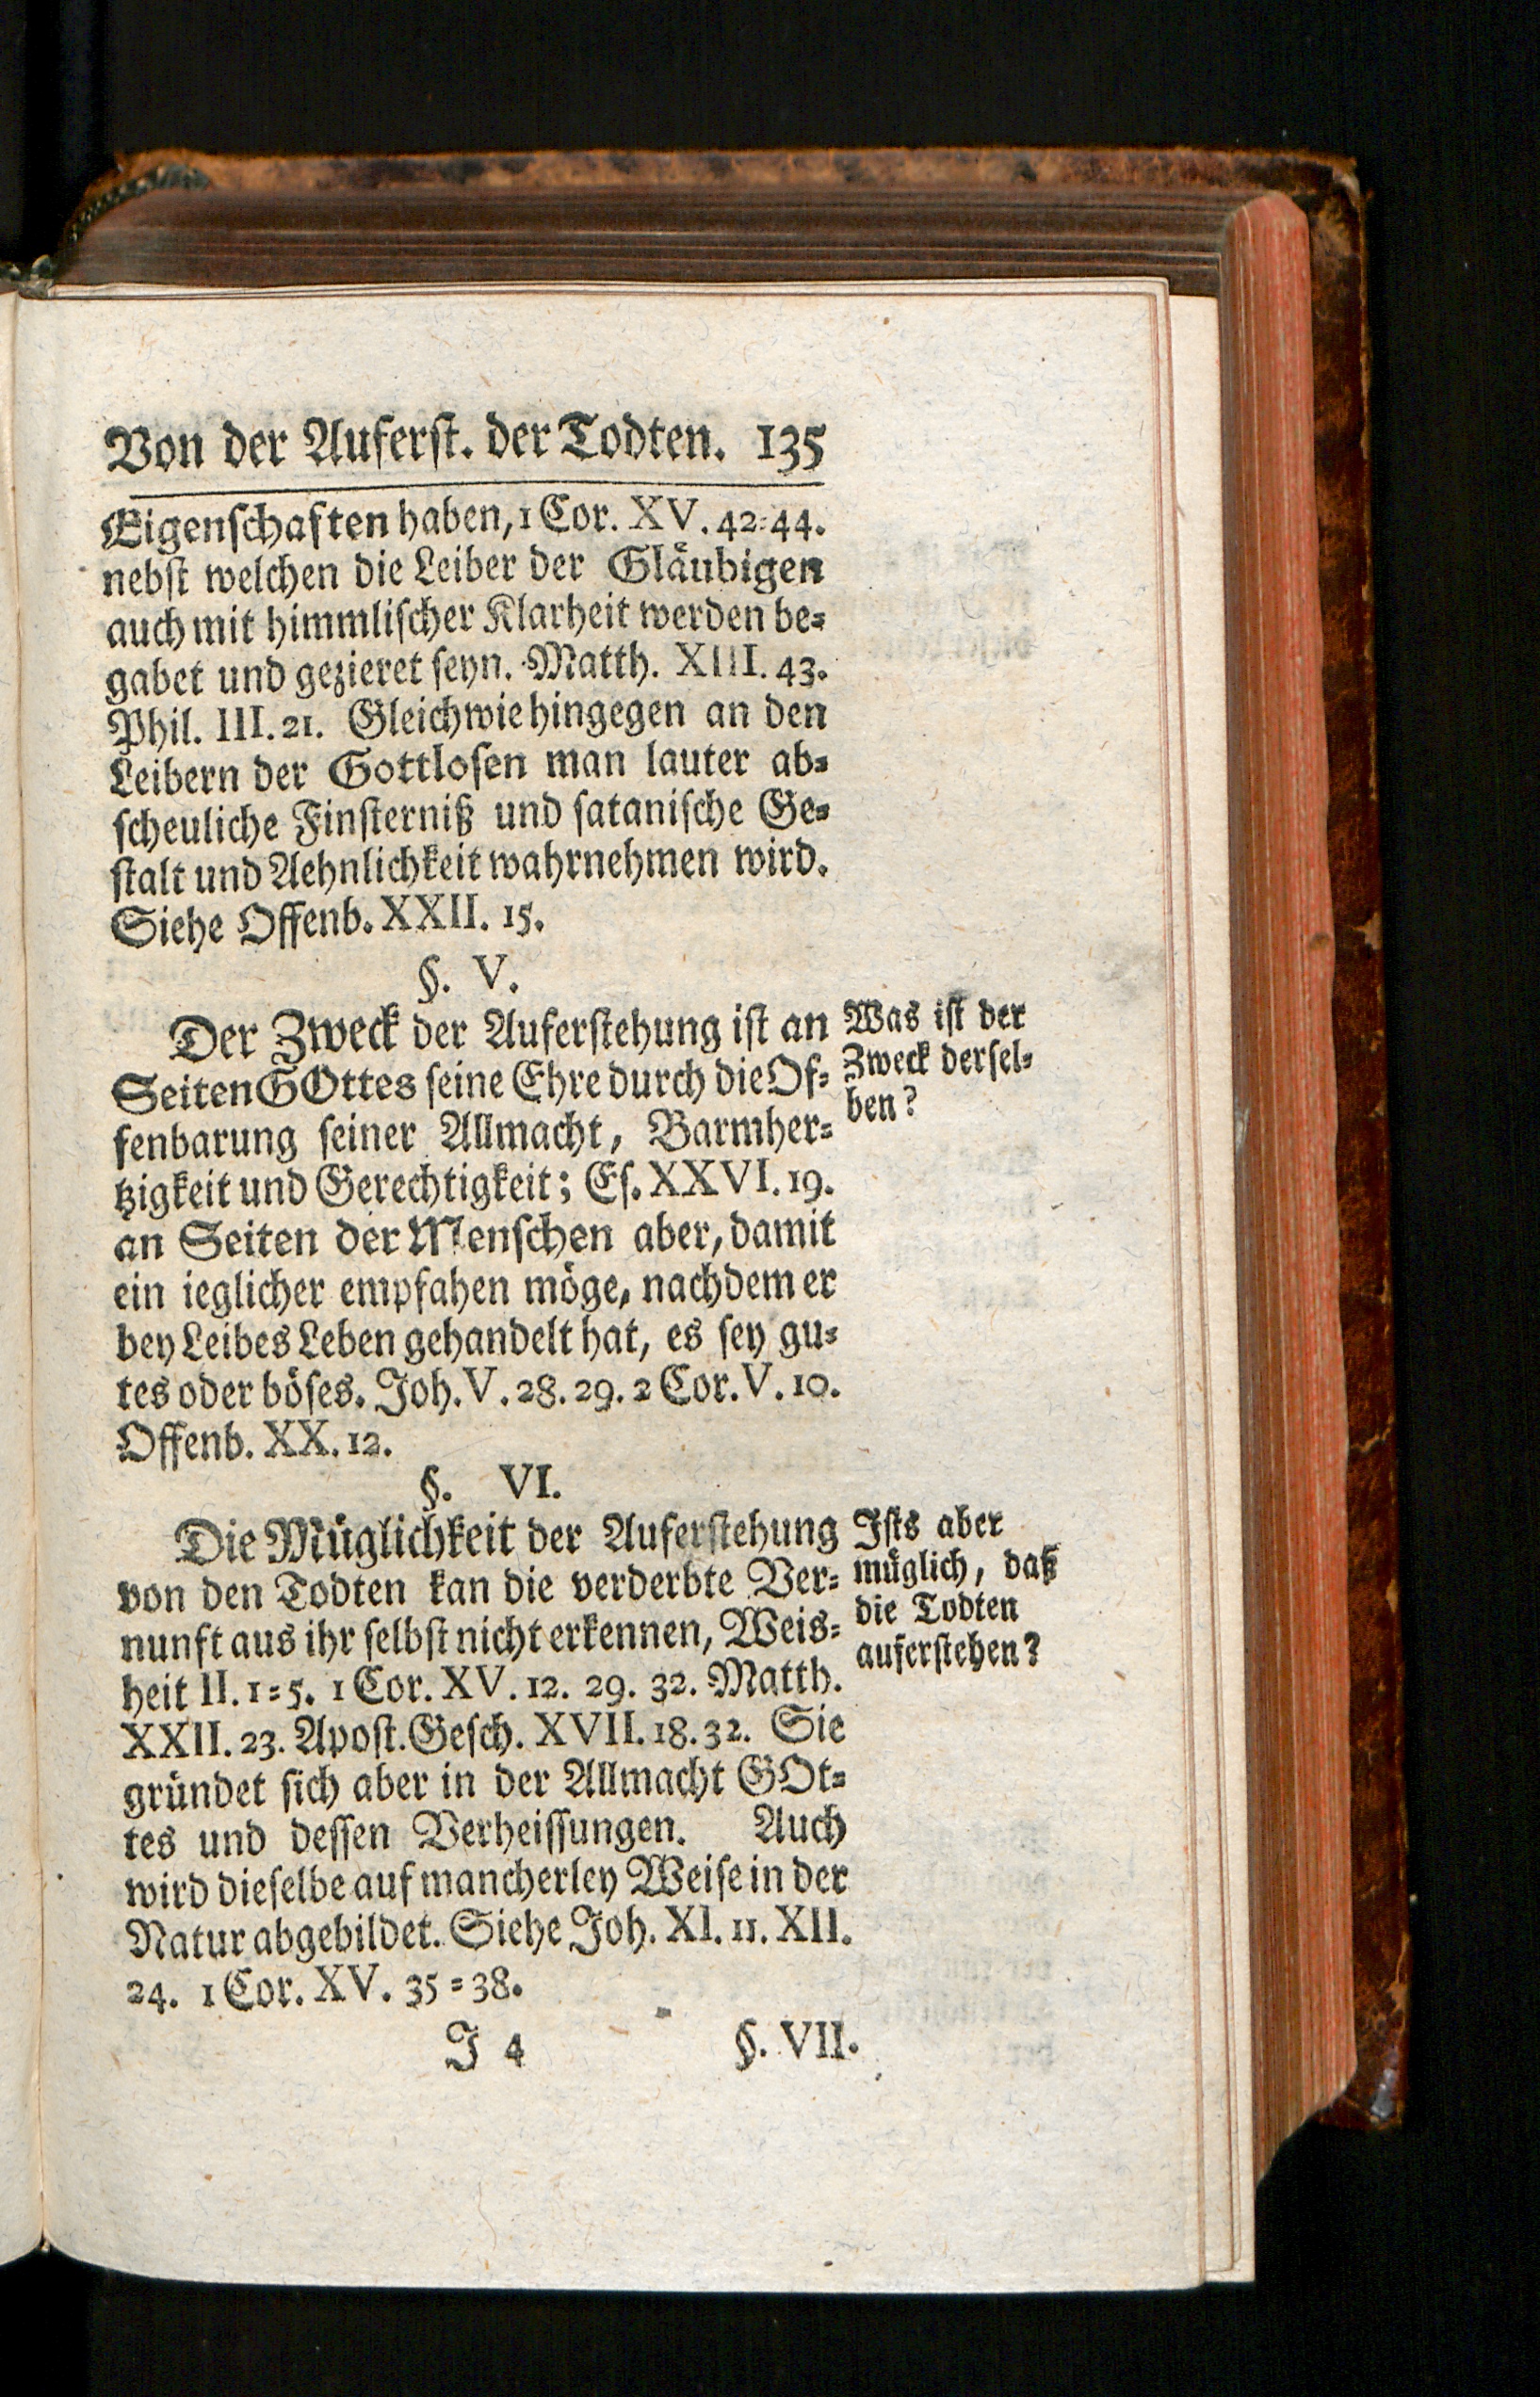 Von der Auferst. der Todten. 135
Eigenschaften haben, 1 Cor. XV. 42=44.
nebst welchen die Leiber der Gläubigen
auch mit himmlischer Klarheit werden be=
gabet und gezieret seyn. Matth. XIII. 43.
Phil. III. 21. Gleichwie hingegen an den
Leibern der Gottlosen man lauter ab=
scheuliche Finsterniß und satanische Ge=
stalt und Aehnlichkeit wahrnehmen wird.
Siehe Offenb. XXII. 15.
§. V.
Der Zweck der Auferstehung ist an
Seiten GOttes seine Ehre durch die Of=
fenbarung seiner Allmacht, Barmher=
tzigkeit und Gerechtigkeit; Es. XXVI. 19.
an Seiten der Menschen aber, damit
ein ieglicher empfahen möge, nachdem er
bey Leibes Leben gehandelt hat, es sey gu=
tes oder böses. Joh. V. 28. 29. 2 Cor. V. 10.
Offenb. XX. 12.
Was ist der
Zweck dersel=
ben?
§. VI.
Die Müglichkeit der Auferstehung
von den Todten kan die verderbte Ver=
nunft aus ihr selbst nicht erkennen, Weis=
heit II. 1=5. 1 Cor. XV. 12. 29. 32. Matth.
XXII. 23. Apost. Gesch. XVII. 18. 32. Sie
gründet sich aber in der Allmacht GOt=
tes und dessen Verheissungen. Auch
wird dieselbe auf mancherley Weise in der
Natur abgebildet. Siehe Joh. XI. 11. XII.
24. 1 Cor. XV. 35=38.
Ists aber
müglich, daß
die Todten
auferstehen?
J 4 §. VII.